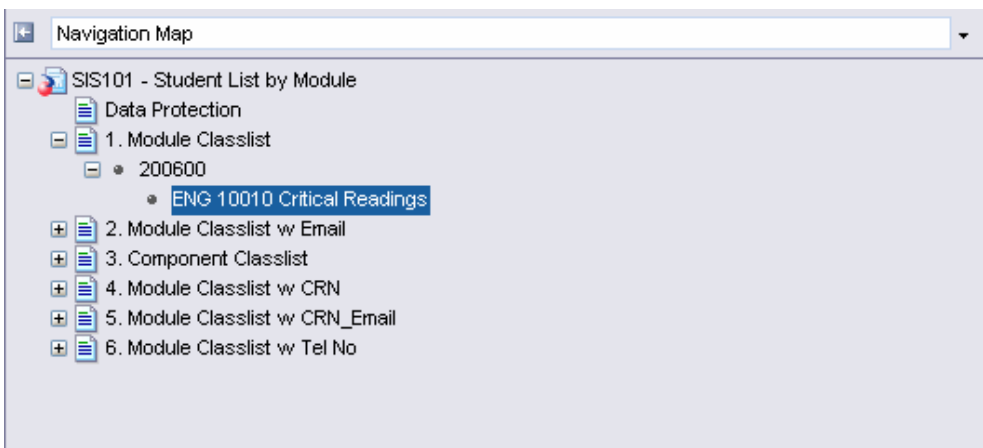 Navigation Map
SIS101 - Student List by Module
Data Protection
1. Module Classlist
200600
ENG 10010 Critical Readings
2. Module Classlist w Email
3. Component Classlist
4. Module Classlist w CRN
5. Module Classlist w CRN_Email
6. Module Classlist w Tel No